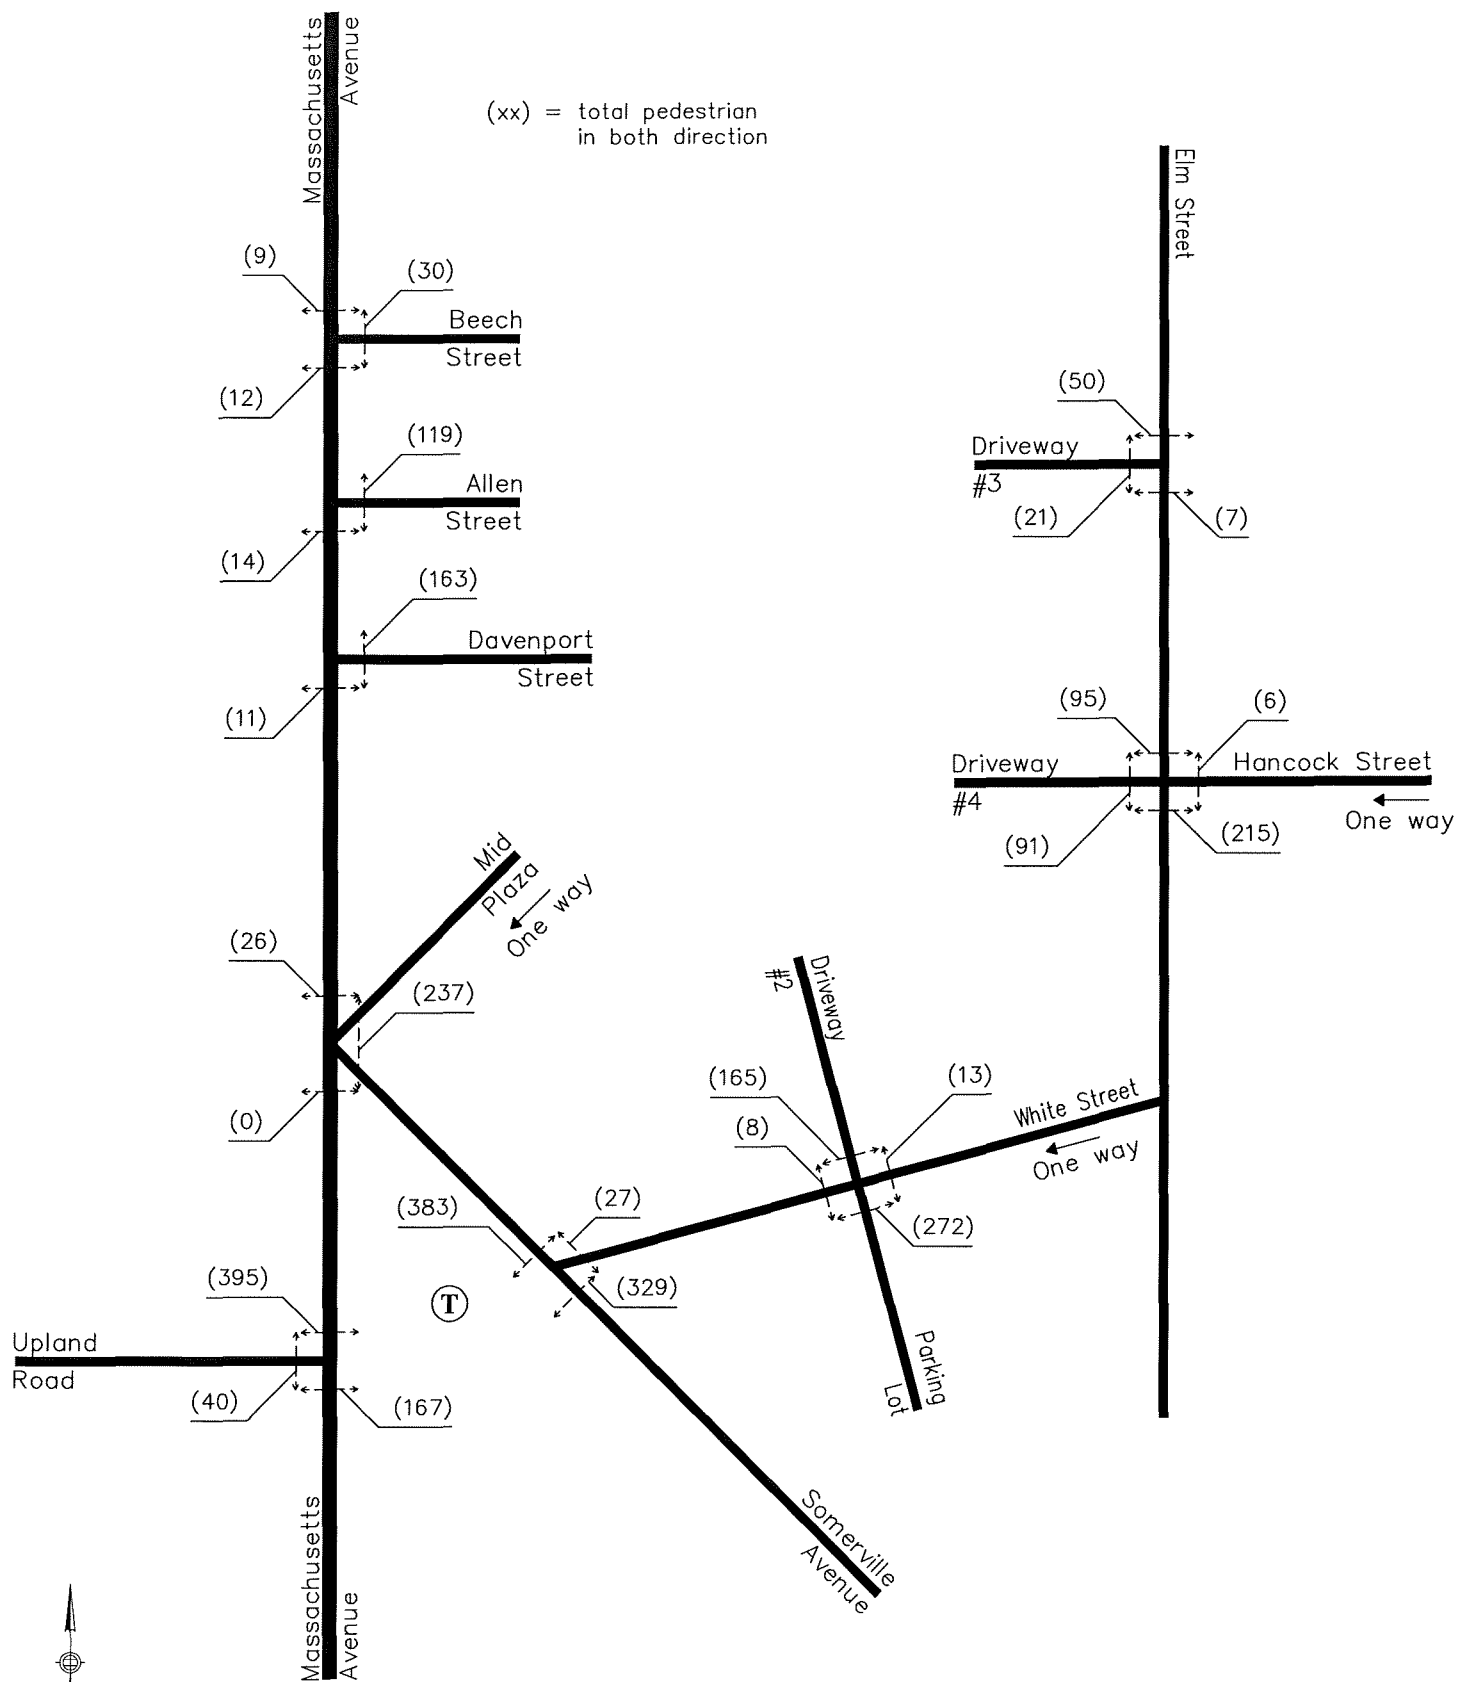 Massachusetts
Avenue
(xx) = total pedestrian
in both direction
Elm Street
(9)
(30)
Beech
Street
(12)
(50)
(119)
Driveway
#3
Allen
Street
(21)
(7)
(14)
(163)
Davenport
Street
(11)
(95)
(6)
Driveway
#4
Hancock Street
One way
(91)
(215)
Mid
Plaza
One way
(26)
(237)
(0)
Driveway
#2
(165)
(13)
(8)
White Street
One way
(383)
(27)
(272)
(395)
T
(329)
Upland
Road
(40)
(167)
Parking
Lot
Somerville
Avenue
Massachusetts
Avenue